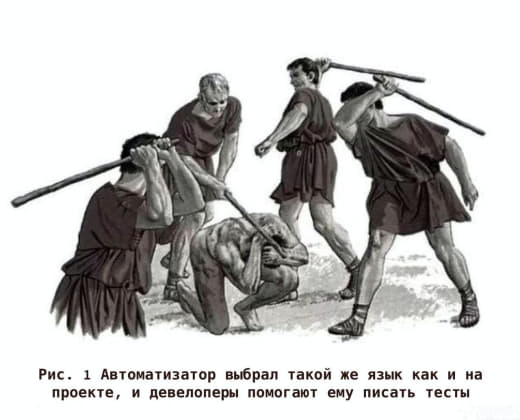 Рис. 1 Автоматизатор выбрал такой же язык как и на
проекте, и девелоперы помогают ему писать тесты